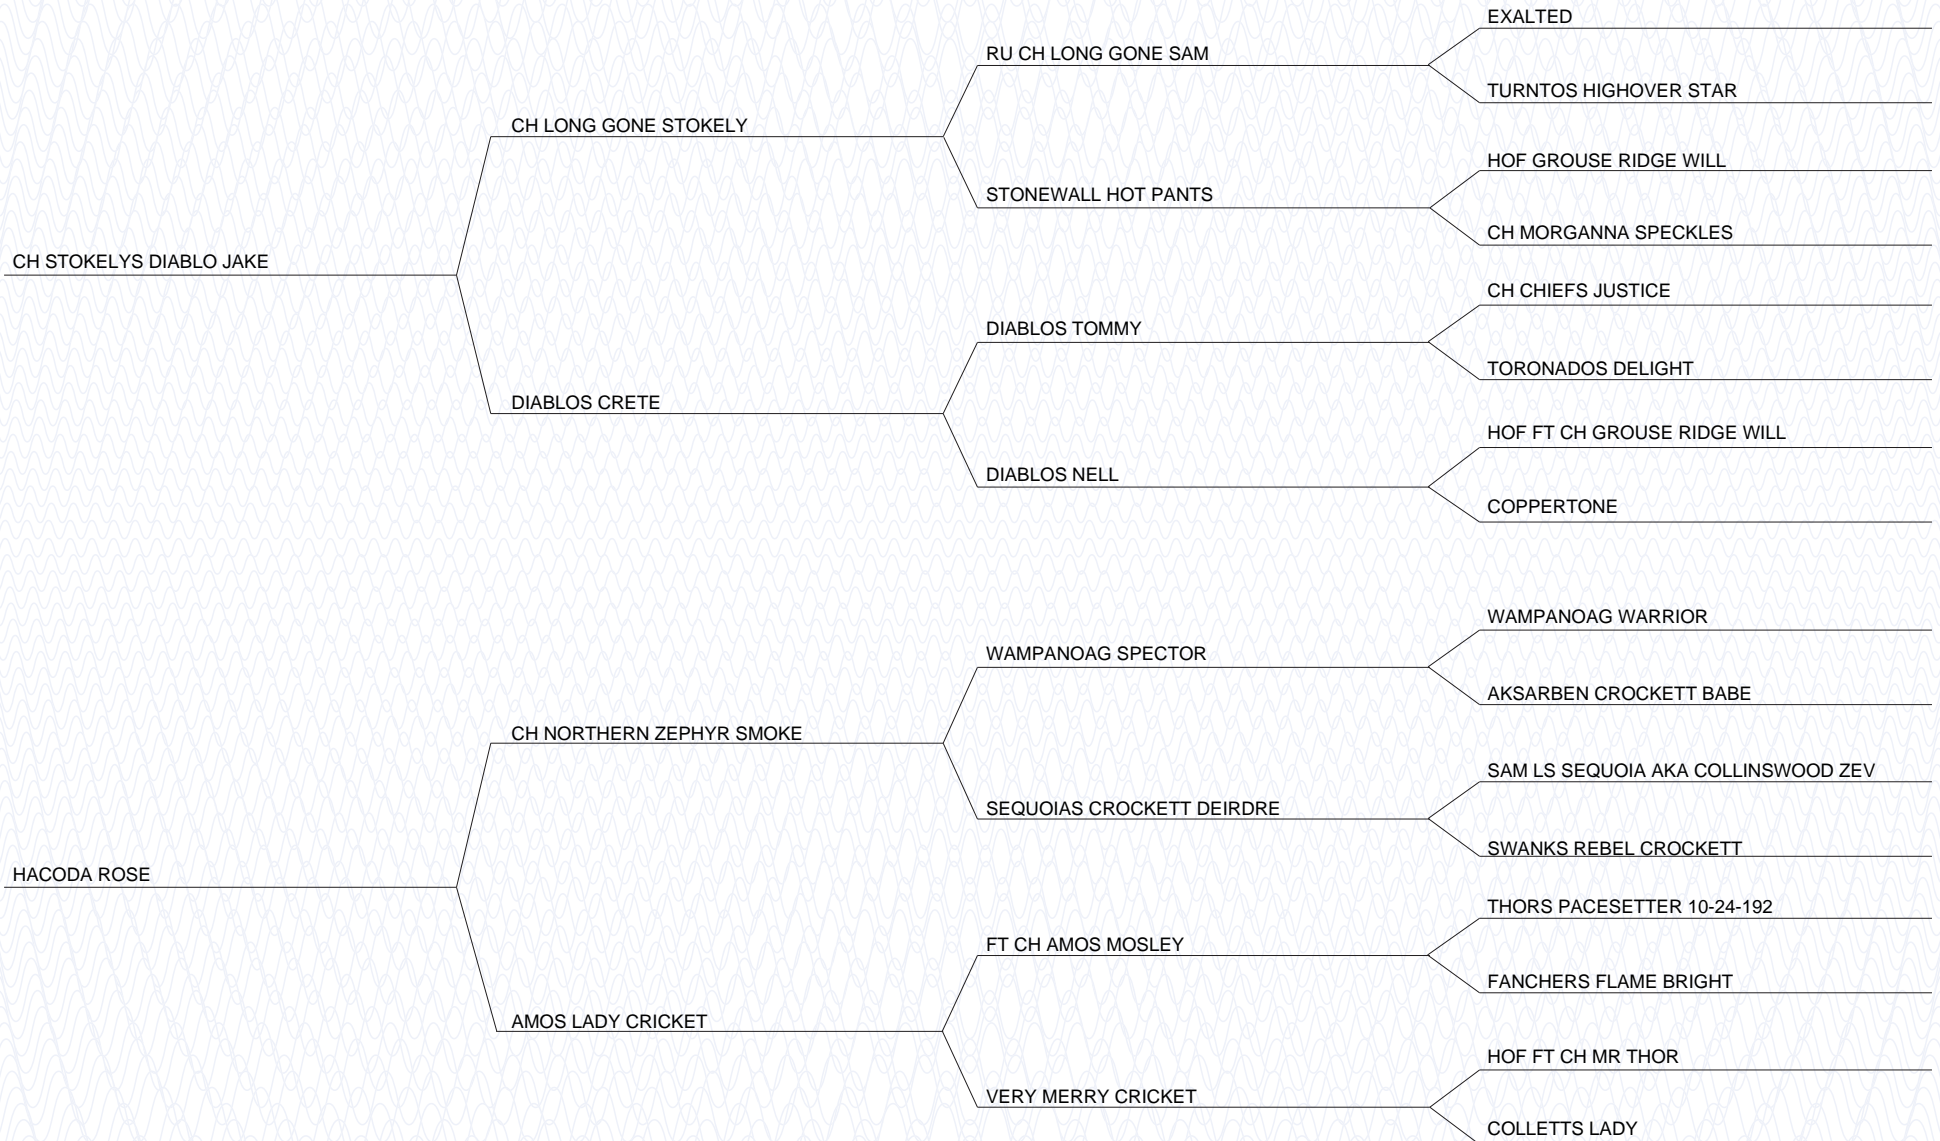 EXALTED
RU CH LONG GONE SAM
TURNTOS HIGHOVER STAR
CH LONG GONE STOKELY
HOF GROUSE RIDGE WILL
STONEWALL HOT PANTS
CH MORGANNA SPECKLES
CH STOKELYS DIABLO JAKE
CH CHIEFS JUSTICE
DIABLOS TOMMY
TORONADOS DELIGHT
DIABLOS CRETE
HOF FT CH GROUSE RIDGE WILL
DIABLOS NELL
COPPERTONE
WAMPANOAG WARRIOR
WAMPANOAG SPECTOR
AKSARBEN CROCKETT BABE
CH NORTHERN ZEPHYR SMOKE
SAM LS SEQUOIA AKA COLLINSWOOD ZEV
SEQUOIAS CROCKETT DEIRDRE
SWANKS REBEL CROCKETT
HACODA ROSE
THORS PACESETTER 10-24-192
FT CH AMOS MOSLEY
FANCHERS FLAME BRIGHT
AMOS LADY CRICKET
HOF FT CH MR THOR
VERY MERRY CRICKET
COLLETTS LADY